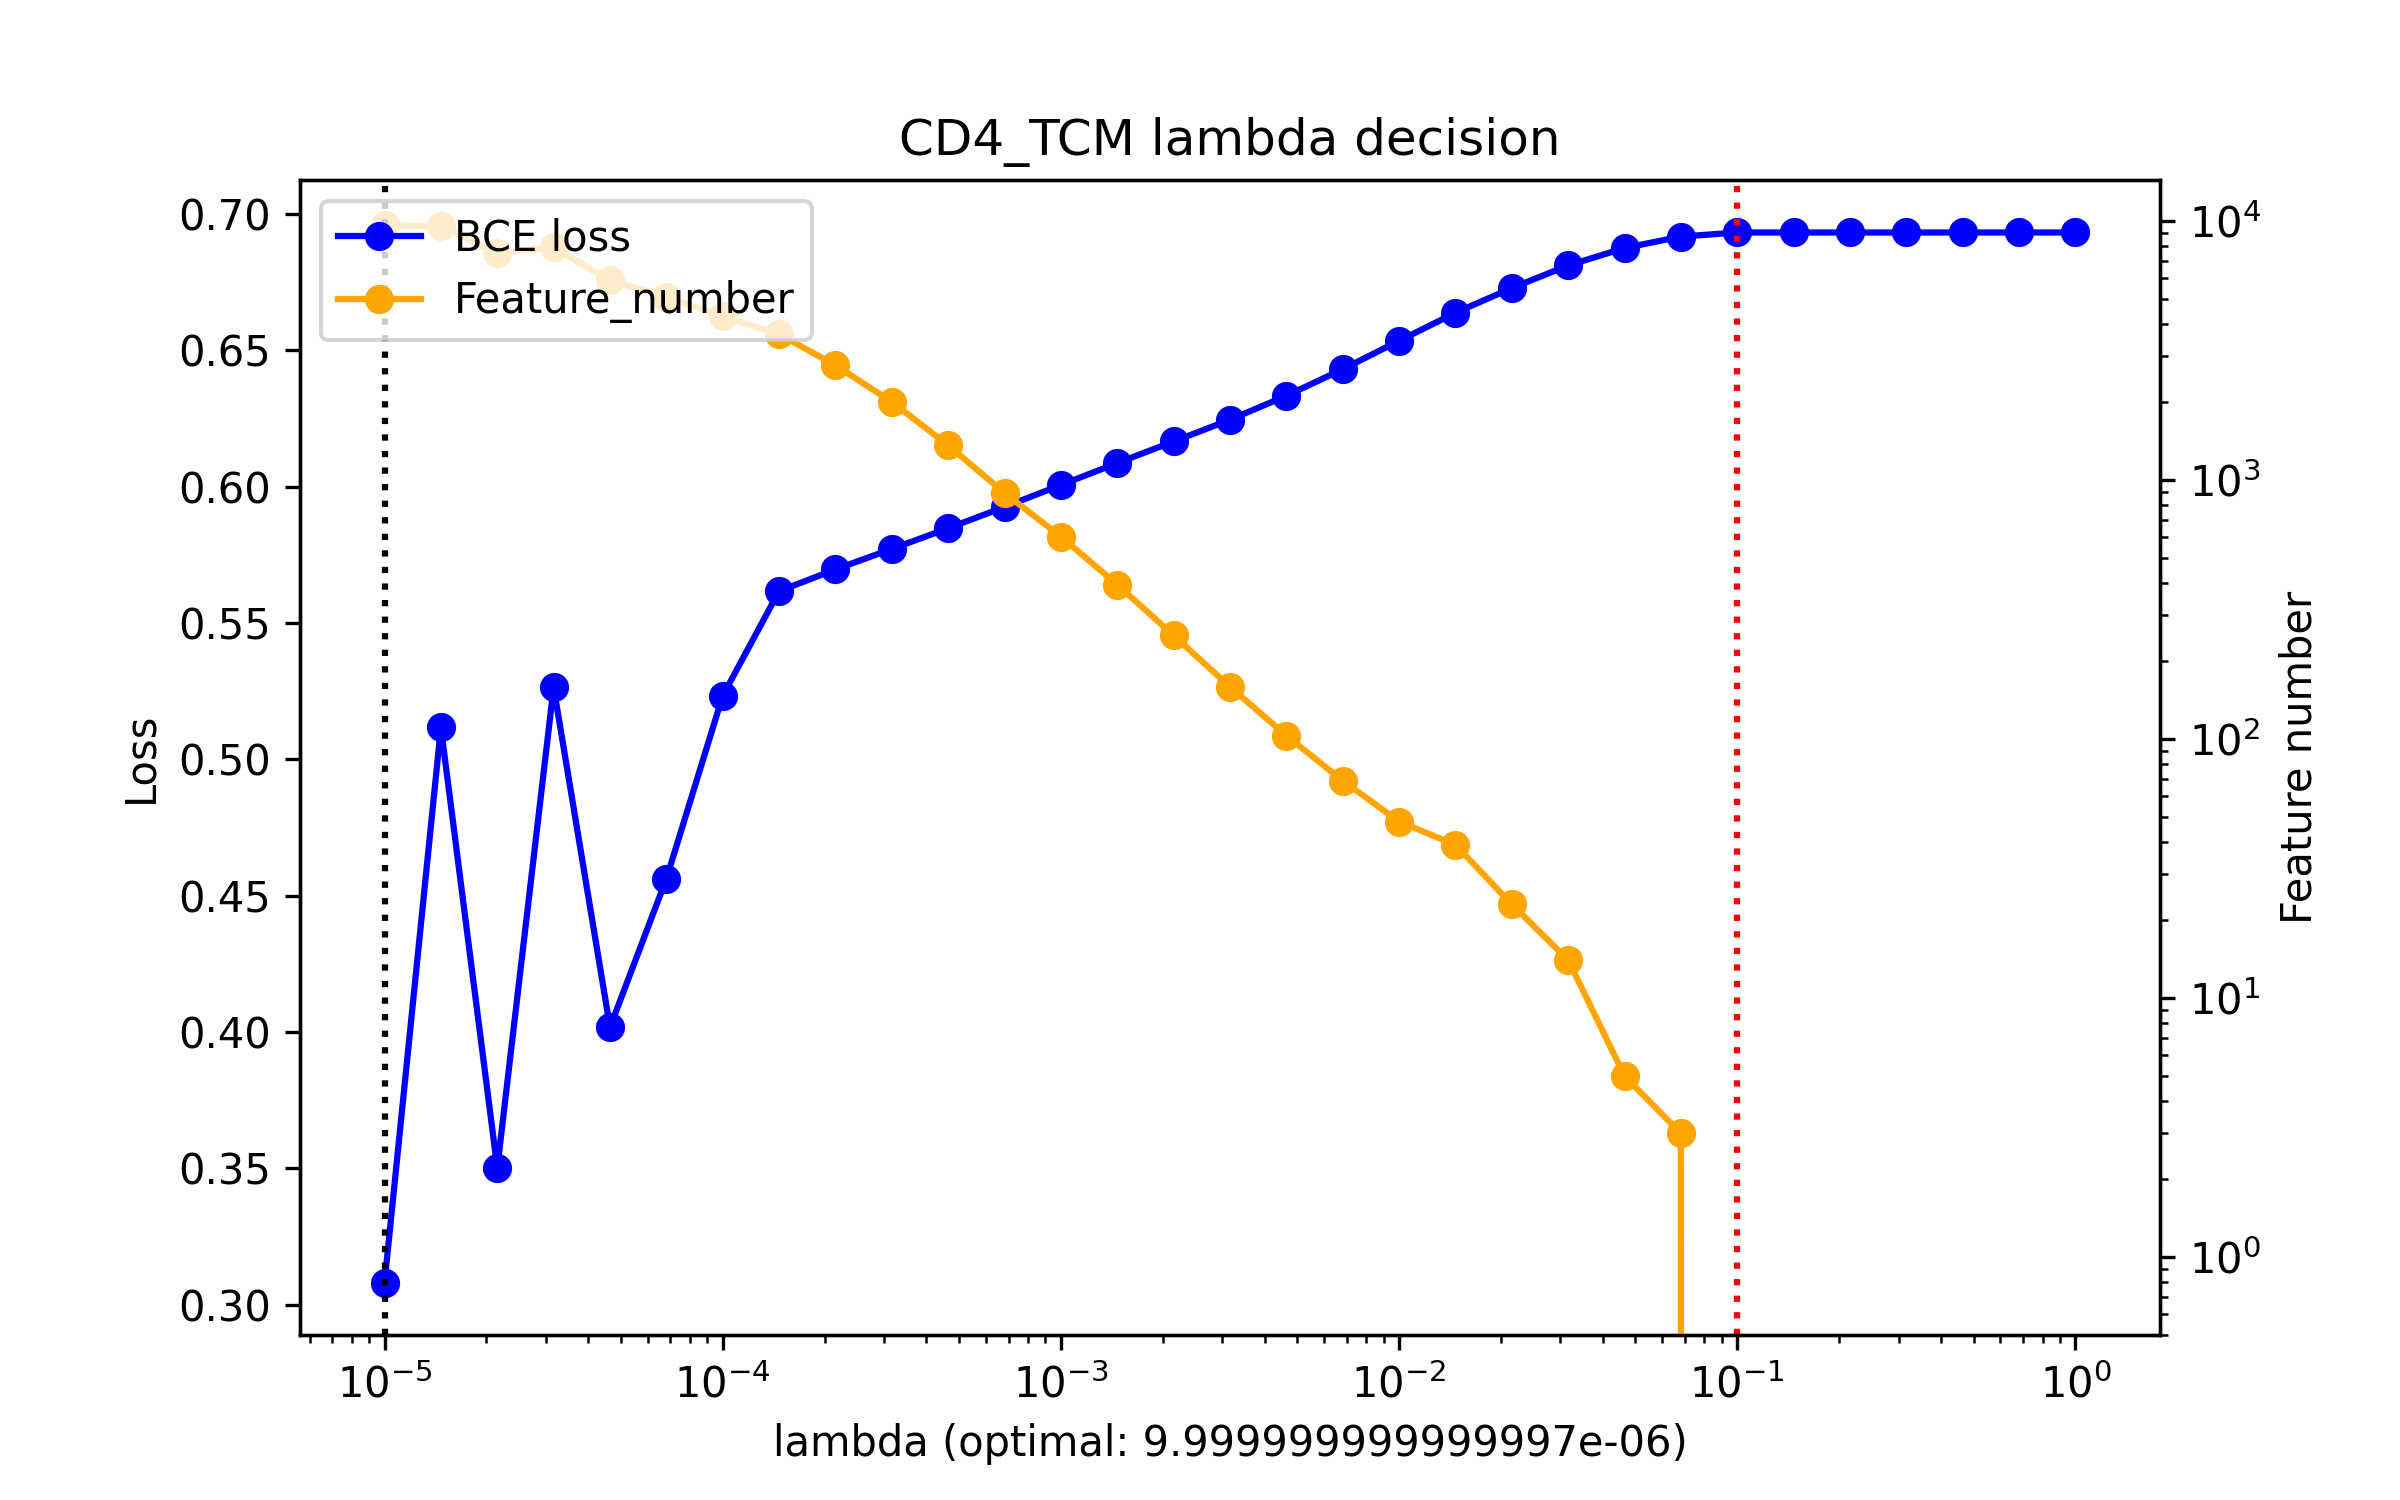 CD4_TCM lambda decision
BCE loss
Feature_number
Loss
0.70
0.65
0.60
0.55
0.50
0.45
0.40
0.35
0.30
10⁴
10³
10²
10¹
10⁰
Feature number
10⁻⁵ 10⁻⁴ 10⁻³ 10⁻² 10⁻¹ 10⁰
lambda (optimal: 9.999999999999997e-06)